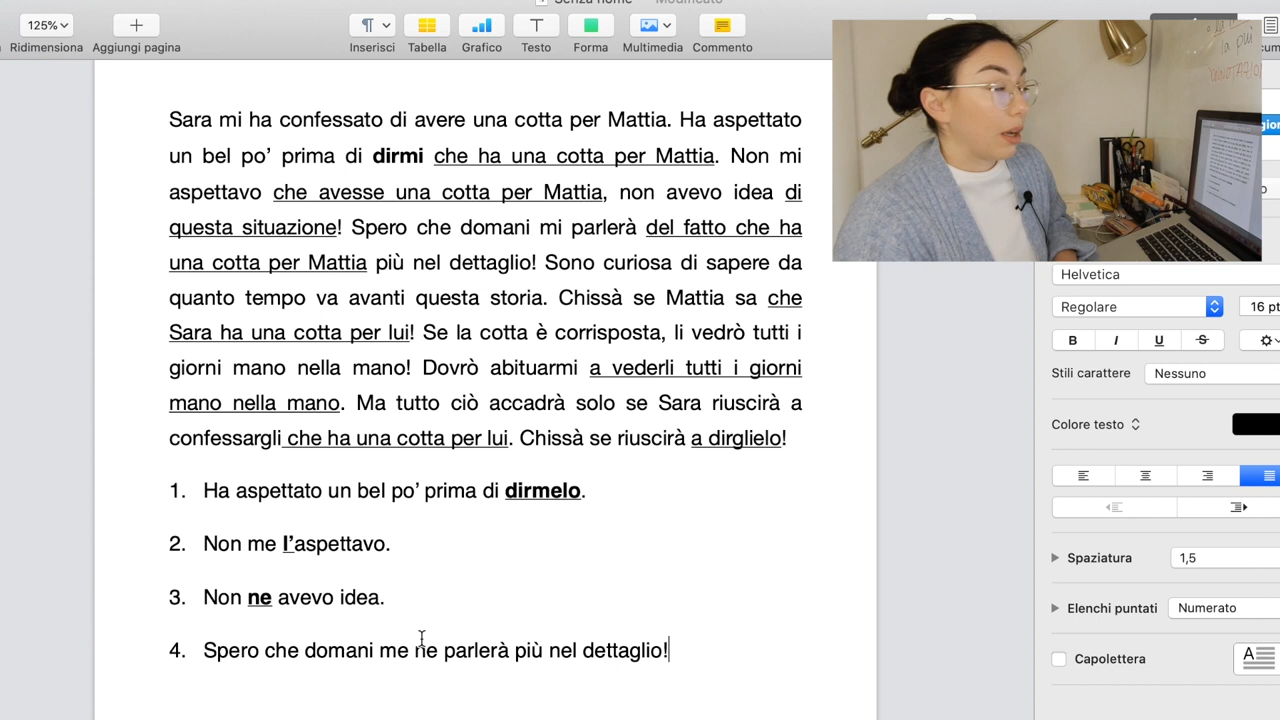 Senza nome Modificato
125%
Ridimensiona Aggiungi pagina Inserisci Tabella Grafico Testo Forma Multimedia Commento
Sara mi ha confessato di avere una cotta per Mattia. Ha aspettato
un bel po’ prima di dirmi che ha una cotta per Mattia. Non mi
aspettavo che avesse una cotta per Mattia, non avevo idea di
questa situazione! Spero che domani mi parlerà del fatto che ha
una cotta per Mattia più nel dettaglio! Sono curiosa di sapere da
quanto tempo va avanti questa storia. Chissà se Mattia sa che
Sara ha una cotta per lui! Se la cotta è corrisposta, li vedrò tutti i
giorni mano nella mano! Dovrò abituarmi a vederli tutti i giorni
mano nella mano. Ma tutto ciò accadrà solo se Sara riuscirà a
confessargli che ha una cotta per lui. Chissà se riuscirà a dirglielo!
1. Ha aspettato un bel po’ prima di dirmelo.
2. Non me l’aspettavo.
3. Non ne avevo idea.
4. Spero che domani me ne parlerà più nel dettaglio!
Helvetica
Regolare 16 pt
B I U S
Stili carattere Nessuno
Colore testo
Spaziatura 1,5
Elenchi puntati Numerato
Capolettera A